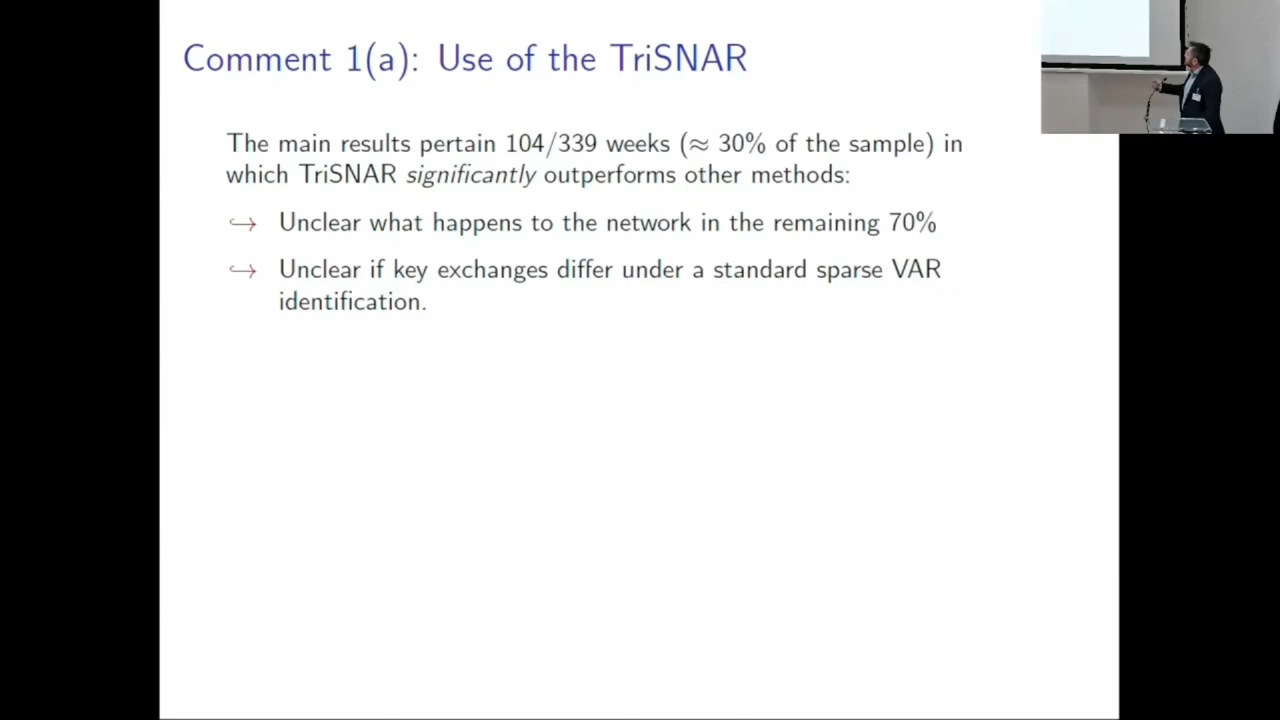 Comment 1(a): Use of the TriSNAR
The main results pertain 104/339 weeks (≈ 30% of the sample) in
which TriSNAR significantly outperforms other methods:
↪ Unclear what happens to the network in the remaining 70%
↪ Unclear if key exchanges differ under a standard sparse VAR
identification.